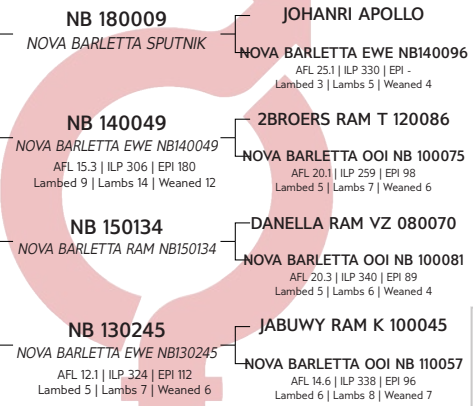 NB 180009
NOVA BARLETTA SPUTNIK
JOHANRI APOLLO
NOVA BARLETTA EWE NB140096
AFL 25.1 | ILP 330 | EPI -
Lambed 3 | Lambs 5 | Weaned 4
NB 140049
NOVA BARLETTA EWE NB140049
AFL 15.3 | ILP 306 | EPI 180
Lambed 9 | Lambs 14 | Weaned 12
2BROERS RAM T 120086
NOVA BARLETTA OOI NB 100075
AFL 20.1 | ILP 259 | EPI 98
Lambed 5 | Lambs 7 | Weaned 6
NB 150134
NOVA BARLETTA RAM NB150134
DANELLA RAM VZ 080070
NOVA BARLETTA OOI NB 100081
AFL 20.3 | ILP 340 | EPI 89
Lambed 5 | Lambs 6 | Weaned 4
NB 130245
NOVA BARLETTA EWE NB130245
AFL 12.1 | ILP 324 | EPI 112
Lambed 5 | Lambs 7 | Weaned 6
JABUWY RAM K 100045
NOVA BARLETTA OOI NB 110057
AFL 14.6 | ILP 338 | EPI 96
Lambed 6 | Lambs 8 | Weaned 7